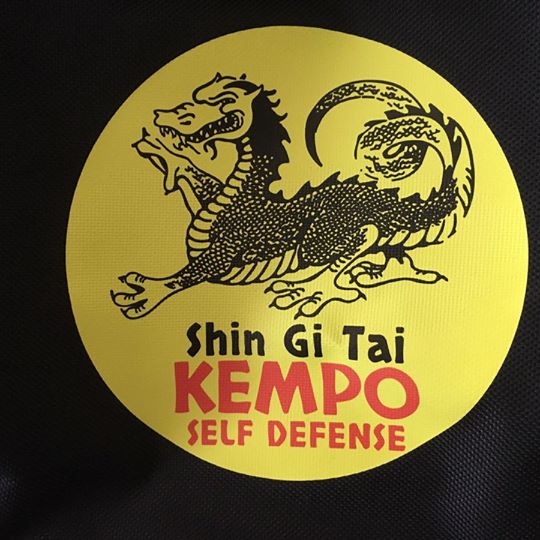 Shin Gi Tai
KEMPO
SELF DEFENSE